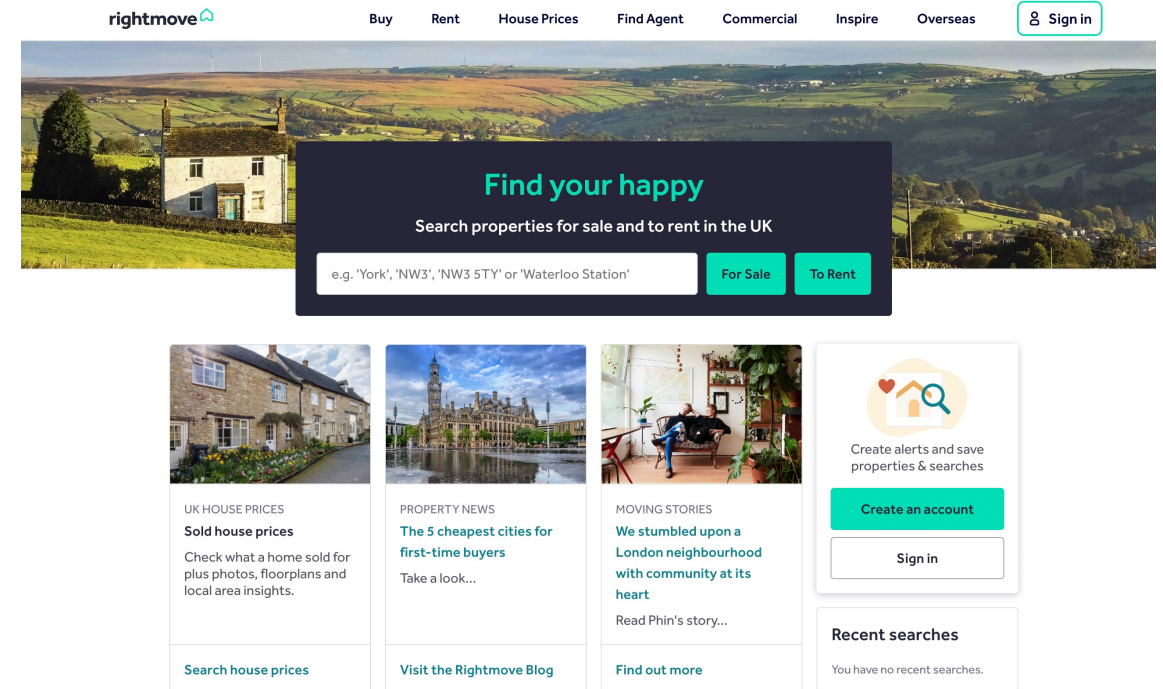 rightmove
Buy
Rent
House Prices
Find Agent
Commercial
Inspire
Overseas
Sign in
Find your happy
Search properties for sale and to rent in the UK
e.g. 'York', 'NW3', 'NW3 5TY' or 'Waterloo Station'
For Sale
To Rent
UK HOUSE PRICES
Sold house prices
Check what a home sold for
plus photos, floorplans and
local area insights.
Search house prices
PROPERTY NEWS
The 5 cheapest cities for
first-time buyers
Take a look...
Visit the Rightmove Blog
MOVING STORIES
We stumbled upon a
London neighbourhood
with community at its
heart
Read Phin's story...
Find out more
Create alerts and save
properties & searches
Create an account
Sign in
Recent searches
You have no recent searches.